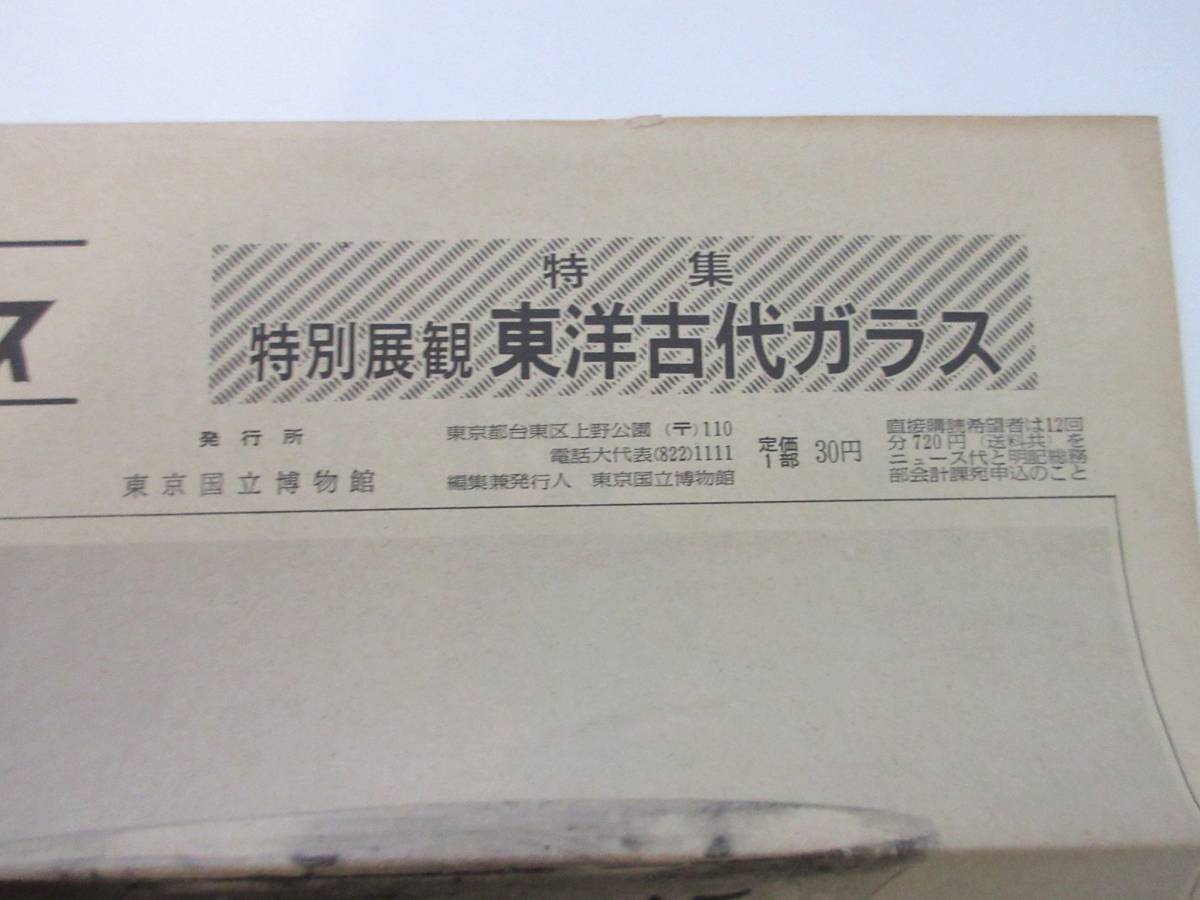 ス
特集
特別展観 東洋古代ガラス
発行所
東京国立博物館
東京都台東区上野公園 (〒)110
電話大代表(822)1111
編集兼発行人 東京国立博物館
定価
1部
30円
直接購読希望者は12回
分720円(送料共)を
ニュース代と明記総務
部会計課宛申込のこと